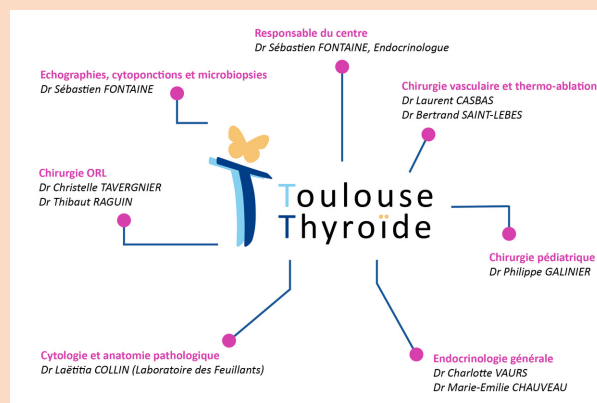 Responsable du centre
Dr Sébastien FONTAINE, Endocrinologue
Echographies, cytoponctions et microbiopsies
Dr Sébastien FONTAINE
Chirurgie vasculaire et thermo-ablation
Dr Laurent CASBAS
Dr Bertrand SAINT-LEBES
Chirurgie ORL
Dr Christelle TAVERGNIER
Dr Thibaut RAGUIN
Toulouse
Thyroïde
Chirurgie pédiatrique
Dr Philippe GALINIER
Cytologie et anatomie pathologique
Dr Laëtitia COLLIN (Laboratoire des Feuillants)
Endocrinologie générale
Dr Charlotte VAURS
Dr Marie-Emilie CHAUVEAU